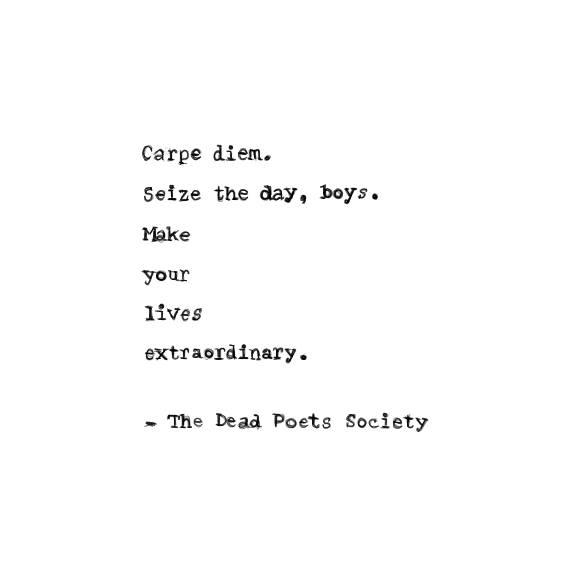 Carpe diem.
Seize the day, boys.
Make
your
lives
extraordinary.
- The Dead Poets Society